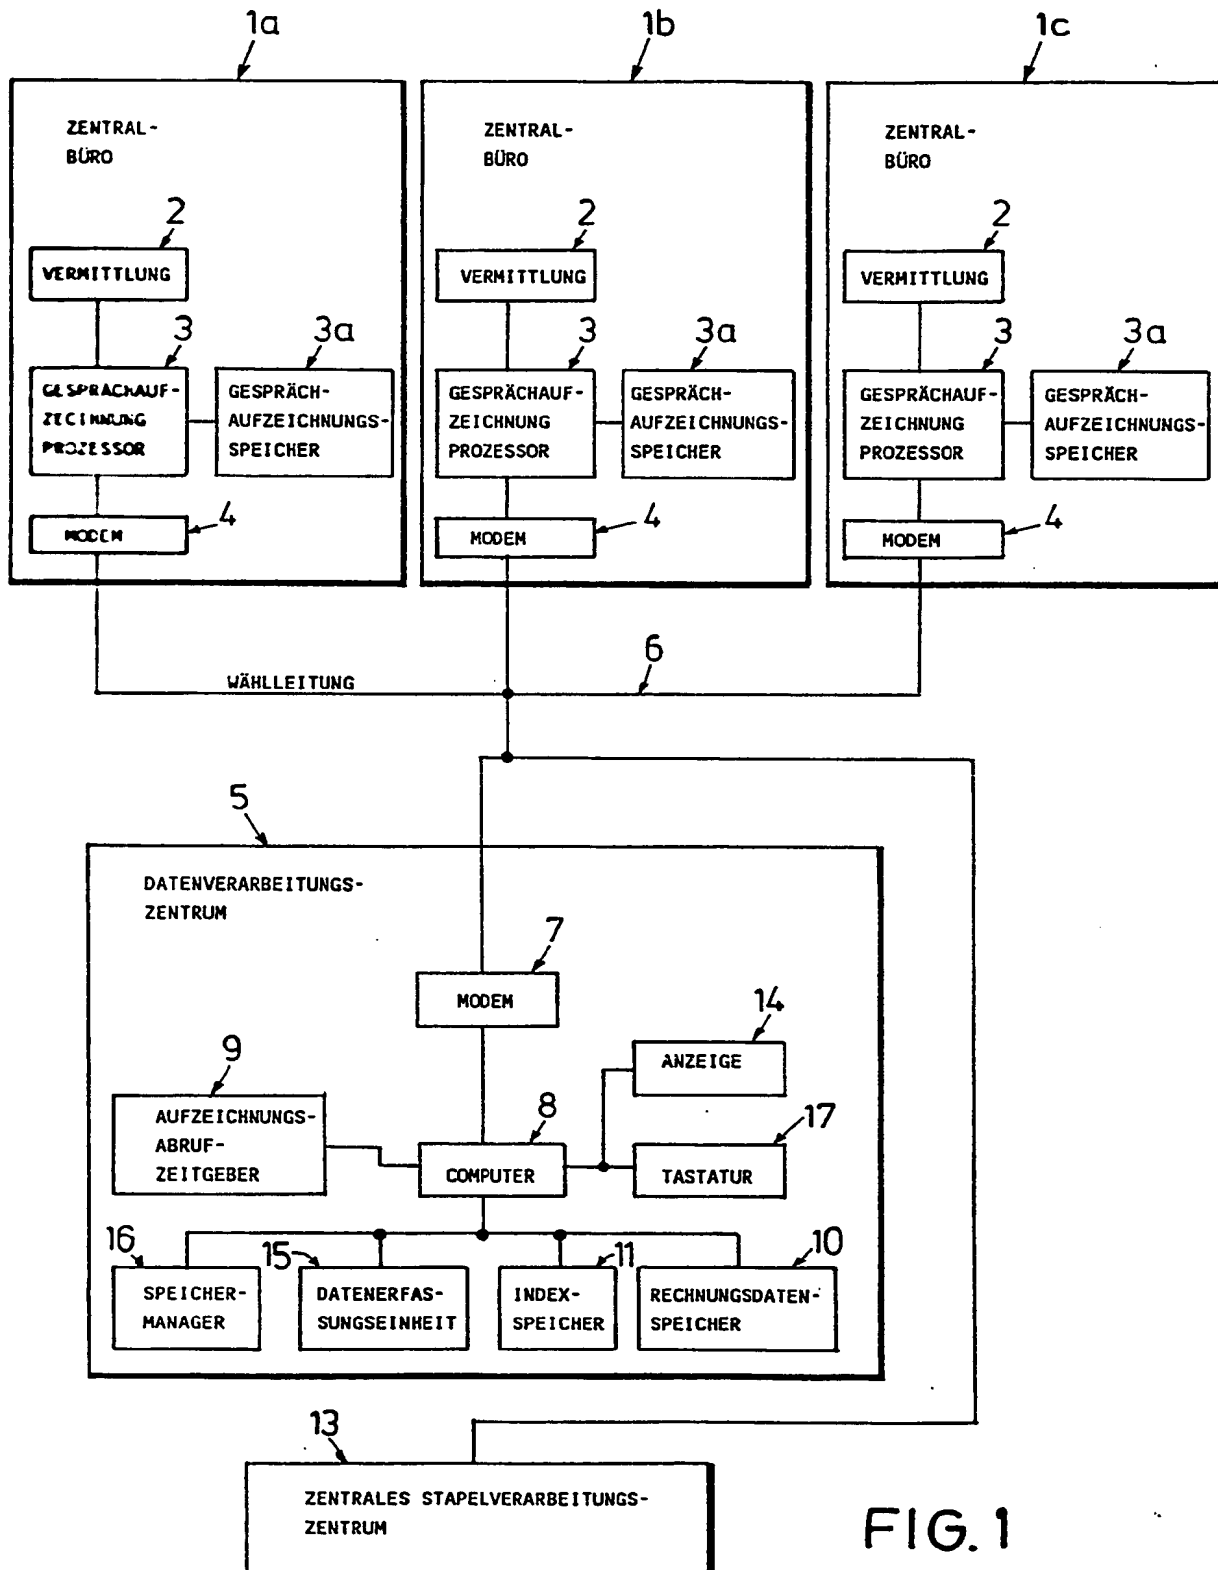 1a
1b
1c
ZENTRAL-
BÜRO
ZENTRAL-
BÜRO
ZENTRAL-
BÜRO
2
2
2
VERMITTLUNG
VERMITTLUNG
VERMITTLUNG
3
3a
3
3a
3
3a
GESPRÄCHAUF-
ZEICHNUNG
PROZESSOR
GESPRÄCH-
AUFZEICHNUNGS-
SPEICHER
GESPRÄCHAUF-
ZEICHNUNG
PROZESSOR
GESPRÄCH-
AUFZEICHNUNGS-
SPEICHER
GESPRÄCHAUF-
ZEICHNUNG
PROZESSOR
GESPRÄCH-
AUFZEICHNUNGS-
SPEICHER
4
4
4
MODEM
MODEM
MODEM
WÄHLLEITUNG
6
5
DATENVERARBEITUNGS-
ZENTRUM
7
MODEM
14
ANZEIGE
9
AUFZEICHNUNGS-
ABRUF-
ZEITGEBER
8
COMPUTER
17
TASTATUR
16
SPEICHER-
MANAGER
15
DATENERFAS-
SUNGSEINHEIT
11
INDEX-
SPEICHER
10
RECHNUNGSDATEN-
SPEICHER
13
ZENTRALES STAPELVERARBEITUNGS-
ZENTRUM
FIG. 1